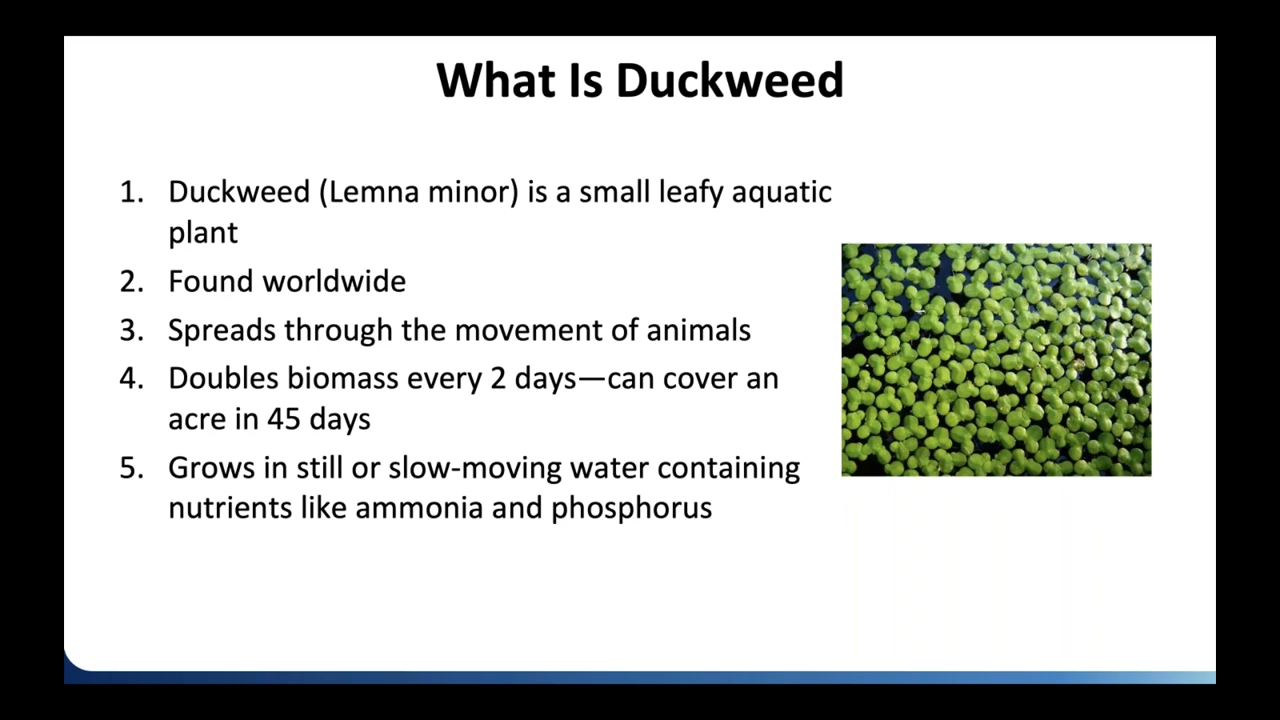 What Is Duckweed
1. Duckweed (Lemna minor) is a small leafy aquatic
plant
2. Found worldwide
3. Spreads through the movement of animals
4. Doubles biomass every 2 days—can cover an
acre in 45 days
5. Grows in still or slow-moving water containing
nutrients like ammonia and phosphorus